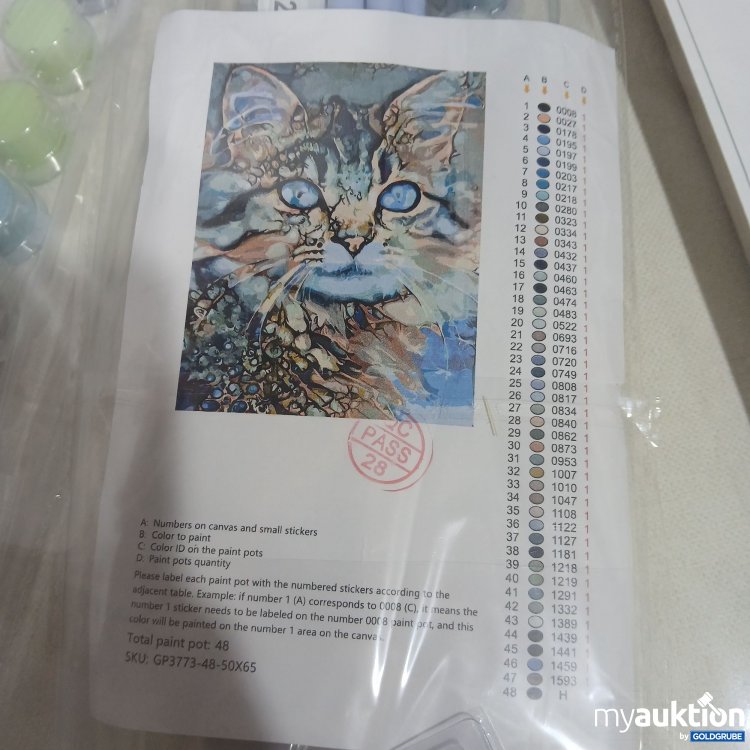 2
A B C D
1 0008 1
2 0027 1
3 0178 1
4 0195 1
5 0197 1
6 0199 1
7 0203 1
8 0217 1
9 0218 1
10 0280 1
11 0323 1
12 0334 1
13 0343 1
14 0432 1
15 0437 1
16 0460 1
17 0463 1
18 0474 1
19 0483 1
20 0522 1
21 0693 1
22 0716 1
23 0720 1
24 0749 1
25 0808 1
26 0817 1
27 0834 1
28 0840 1
29 0862 1
30 0873 1
31 0953 1
32 1007 1
33 1010 1
34 1047 1
35 1108 1
36 1122 1
37 1127 1
38 1181 1
39 1218 1
40 1219 1
41 1291 1
42 1332 1
43 1389 1
44 1439 1
45 1441 1
46 1459 1
47 1593 1
48 H 1
PASS
28
A: Numbers on canvas and small stickers
B: Color to paint
C: Color ID on the paint pots
D: Paint pots quantity
Please label each paint pot with the numbered stickers according to the
adjacent table. Example: if number 1 (A) corresponds to 0008 (C), it means the
number 1 sticker needs to be labeled on the number 0008 paint pot, and this
color will be painted on the number 1 area on the canvas.
Total paint pot: 48
SKU: GP3773-48-50X65
myauktion
by GOLDGRUBE